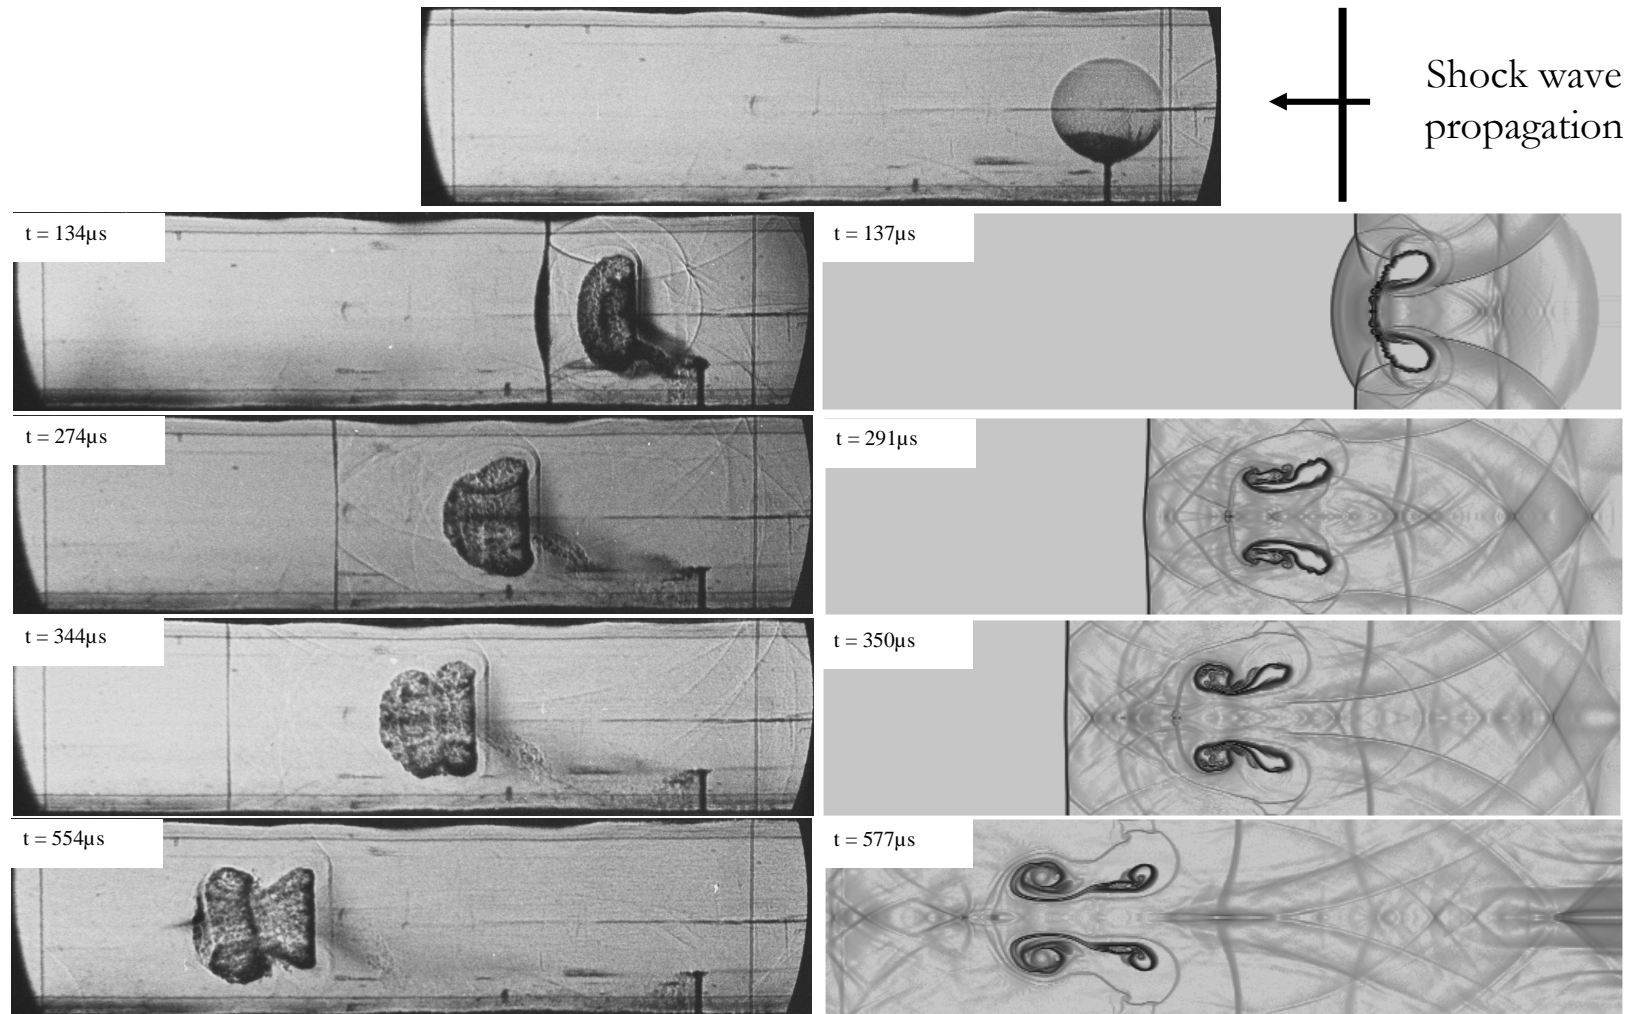 Shock wave
propagation
t = 134µs
t = 137µs
t = 274µs
t = 291µs
t = 344µs
t = 350µs
t = 554µs
t = 577µs